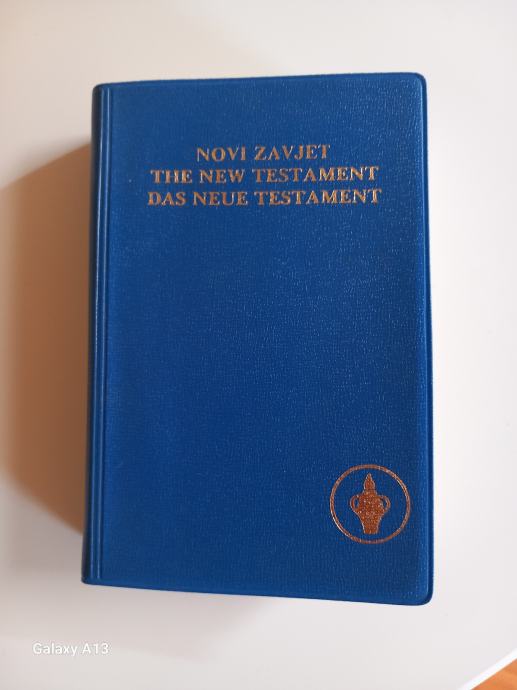 NOVI ZAVJET
THE NEW TESTAMENT
DAS NEUE TESTAMENT
Galaxy A13